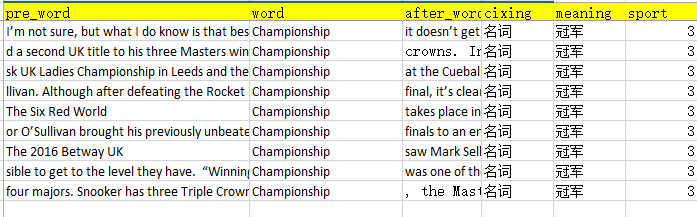 pre_word word after_word cixing meaning sport
I’m not sure, but what I do know is that bes Championship it doesn’t get 名词 冠军 3
d a second UK title to his three Masters win Championship crowns. In 名词 冠军 3
sk UK Ladies Championship in Leeds and the Championship at the Cuebal 名词 冠军 3
llivan. Although after defeating the Rocket Championship final, it’s clea 名词 冠军 3
The Six Red World Championship takes place in 名词 冠军 3
or O’Sullivan brought his previously unbeate Championship finals to an er 名词 冠军 3
The 2016 Betway UK Championship saw Mark Sell 名词 冠军 3
sible to get to the level they have. “Winning Championship was one of the 名词 冠军 3
four majors. Snooker has three Triple Crown Championship , the Mast 名词 冠军 3